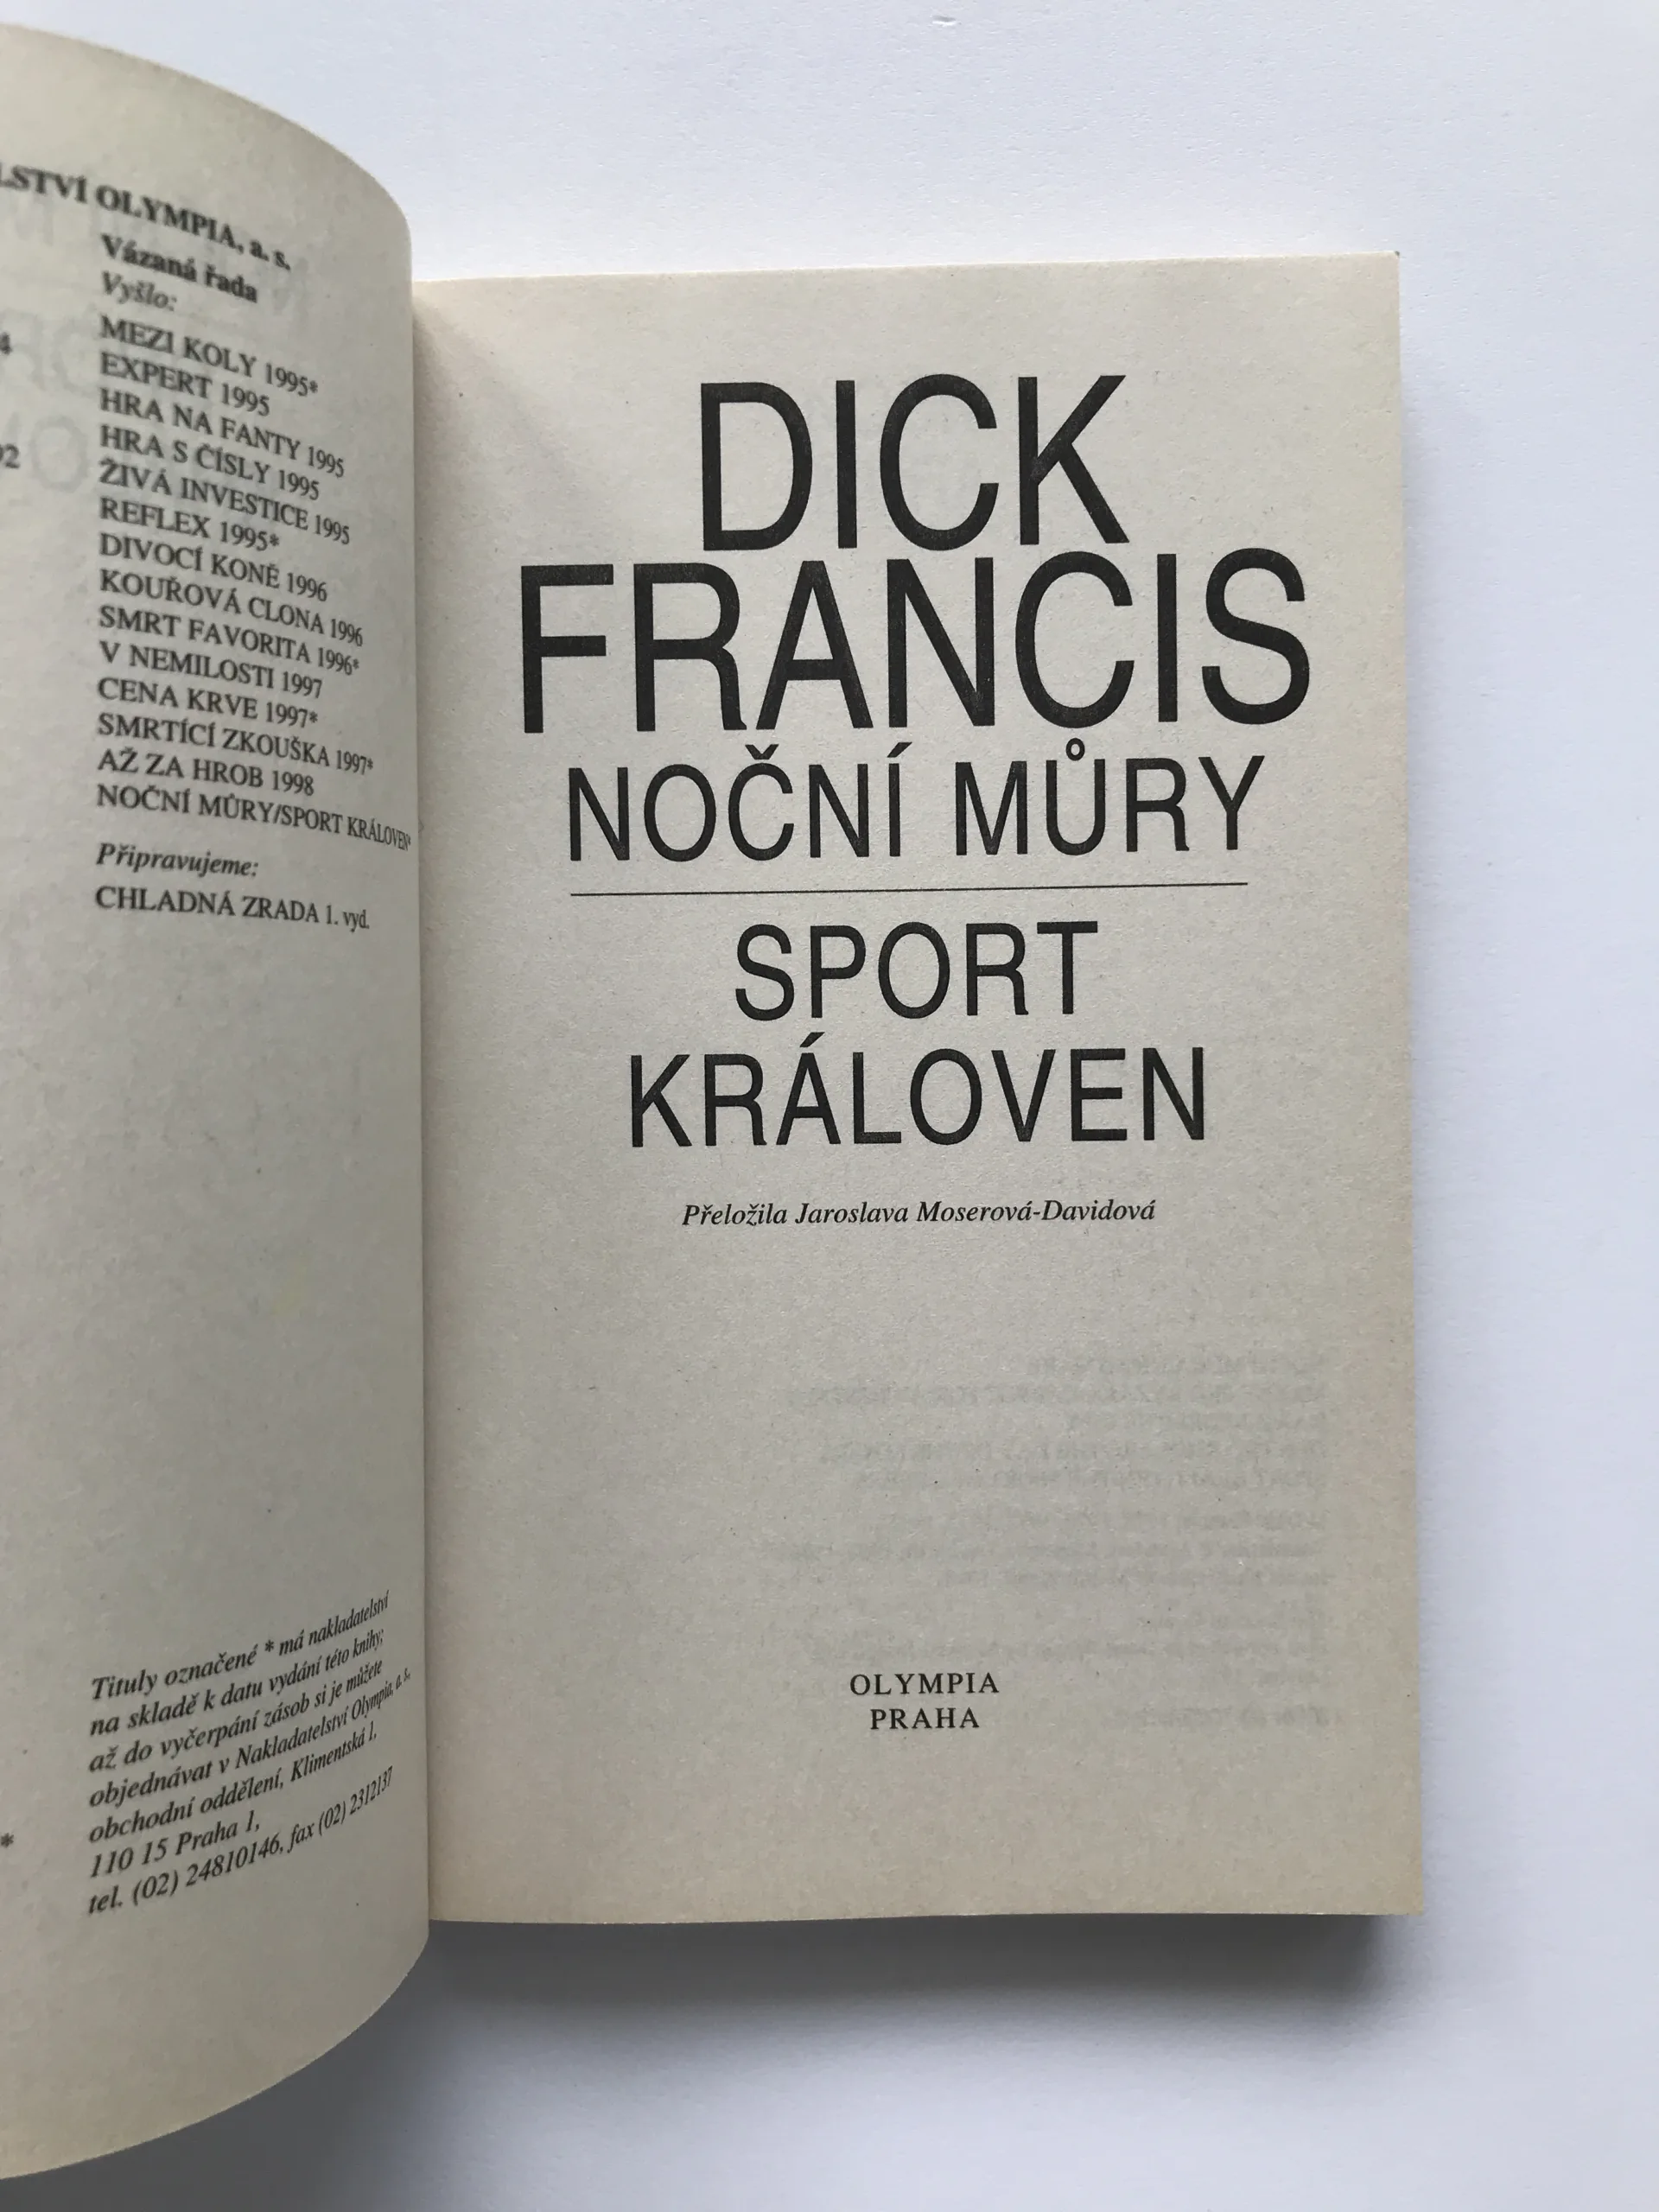 OLYMPIA, a. s.
Vázaná řada
Vyšlo:
MEZI KOLY 1995*
EXPERT 1995
HRA NA FANTY 1995
HRA S ČÍSLY 1995
ŽIVÁ INVESTICE 1995
REFLEX 1995*
DIVOCÍ KONĚ 1996
KOUŘOVÁ CLONA 1996
SMRT FAVORITA 1996*
V NEMILOSTI 1997
CENA KRVE 1997*
SMRTÍCÍ ZKOUŠKA 1997*
AŽ ZA HROB 1998
NOČNÍ MŮRY/SPORT KRÁLOVEN*
Připravujeme:
CHLADNÁ ZRADA 1. vyd.
Tituly označené * má nakladatelství
na skladě k datu vydání této knihy;
až do vyčerpání zásob si je můžete
objednávat v Nakladatelství Olympia, a. s.,
obchodní oddělení, Klimentská 1,
110 15 Praha 1,
tel. (02) 24810146, fax (02) 2312137
*
DICK
FRANCIS
NOČNÍ MŮRY
SPORT
KRÁLOVEN
Přeložila Jaroslava Moserová-Davidová
OLYMPIA
PRAHA